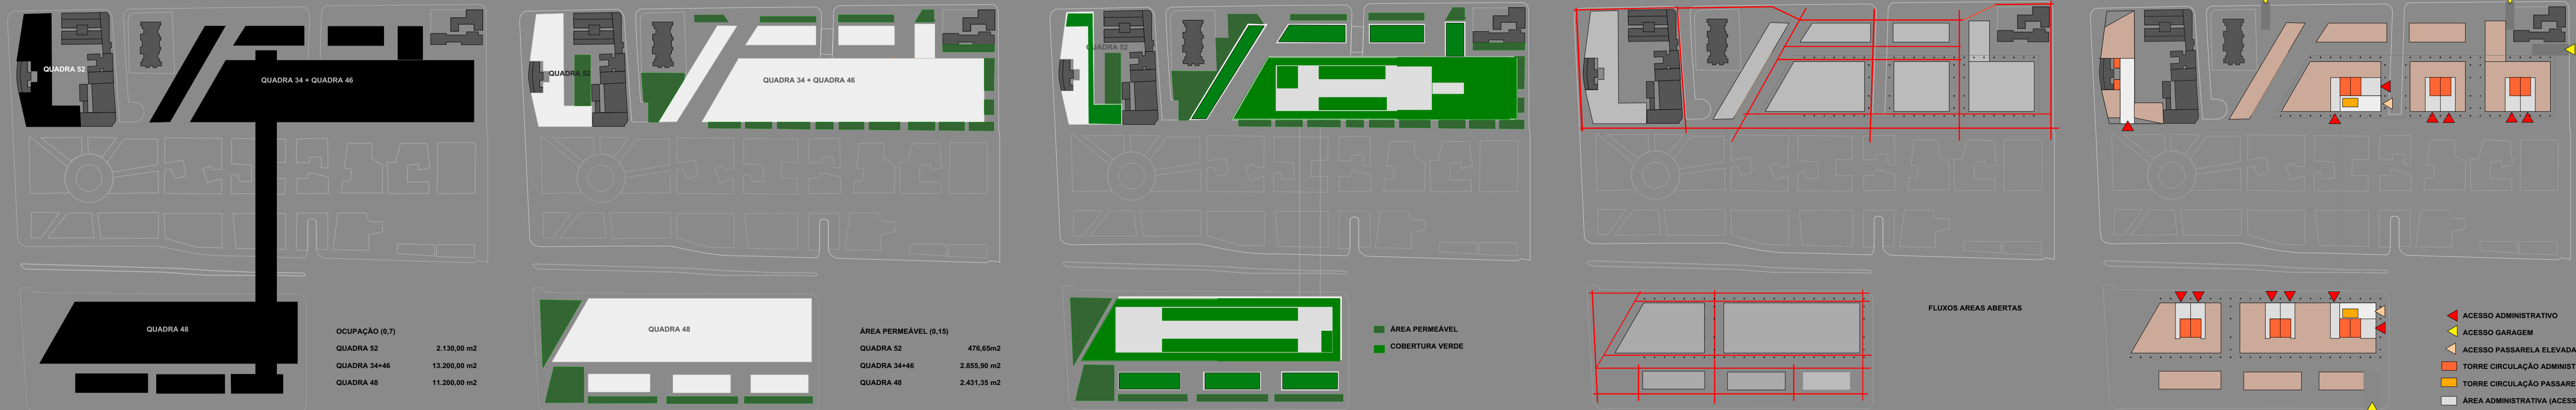 QUADRA 52
QUADRA 34 + QUADRA 46
QUADRA 48
OCUPAÇÃO (0,7)
QUADRA 52 2.130,00 m2
QUADRA 34+46 13.200,00 m2
QUADRA 48 11.200,00 m2
QUADRA 52
QUADRA 34 + QUADRA 46
QUADRA 48
ÁREA PERMEÁVEL (0,15)
QUADRA 52 476,65m2
QUADRA 34+46 2.855,90 m2
QUADRA 48 2.431,35 m2
QUADRA 52
ÁREA PERMEÁVEL
COBERTURA VERDE
FLUXOS AREAS ABERTAS
ACESSO ADMINISTRATIVO
ACESSO GARAGEM
ACESSO PASSARELA ELEVADA
TORRE CIRCULAÇÃO ADMINIST
TORRE CIRCULAÇÃO PASSARE
ÁREA ADMINISTRATIVA (ACES